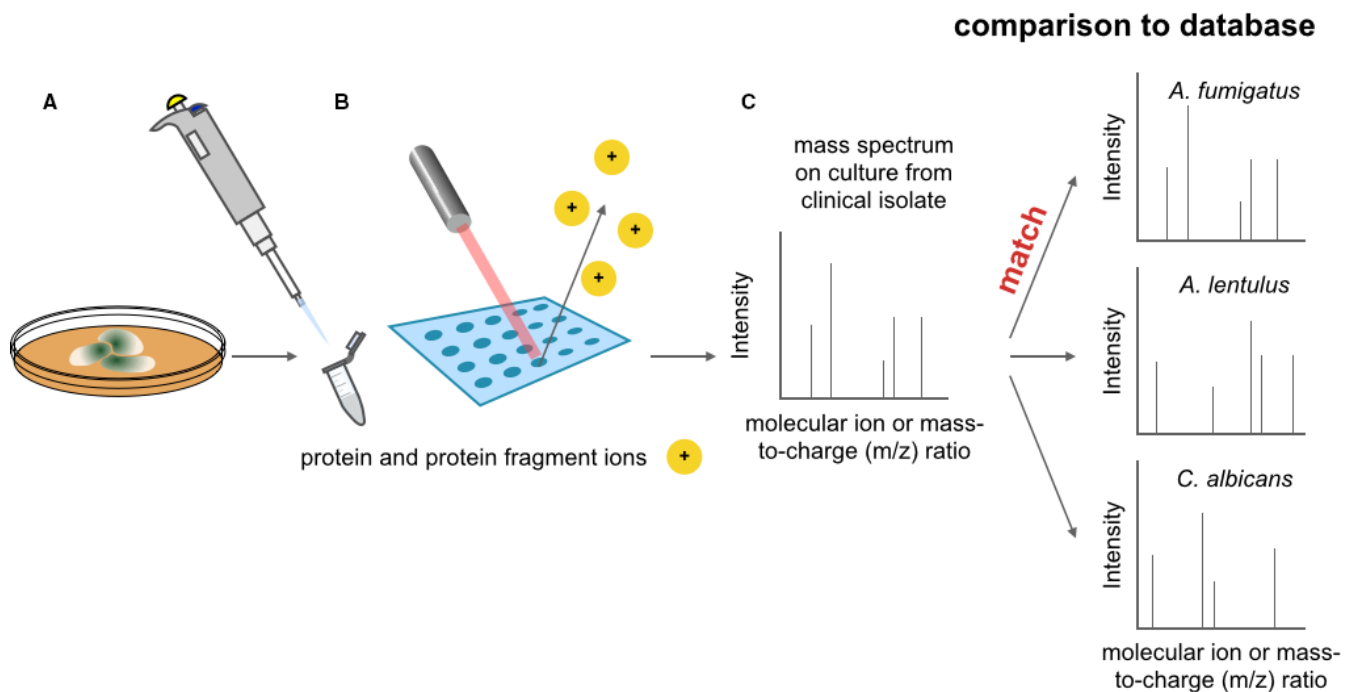 comparison to database
A
B
C
mass spectrum
on culture from
clinical isolate
Intensity
molecular ion or mass-
to-charge (m/z) ratio
+
+
+
+
protein and protein fragment ions +
match
A. fumigatus
Intensity
A. lentulus
Intensity
C. albicans
Intensity
molecular ion or mass-
to-charge (m/z) ratio